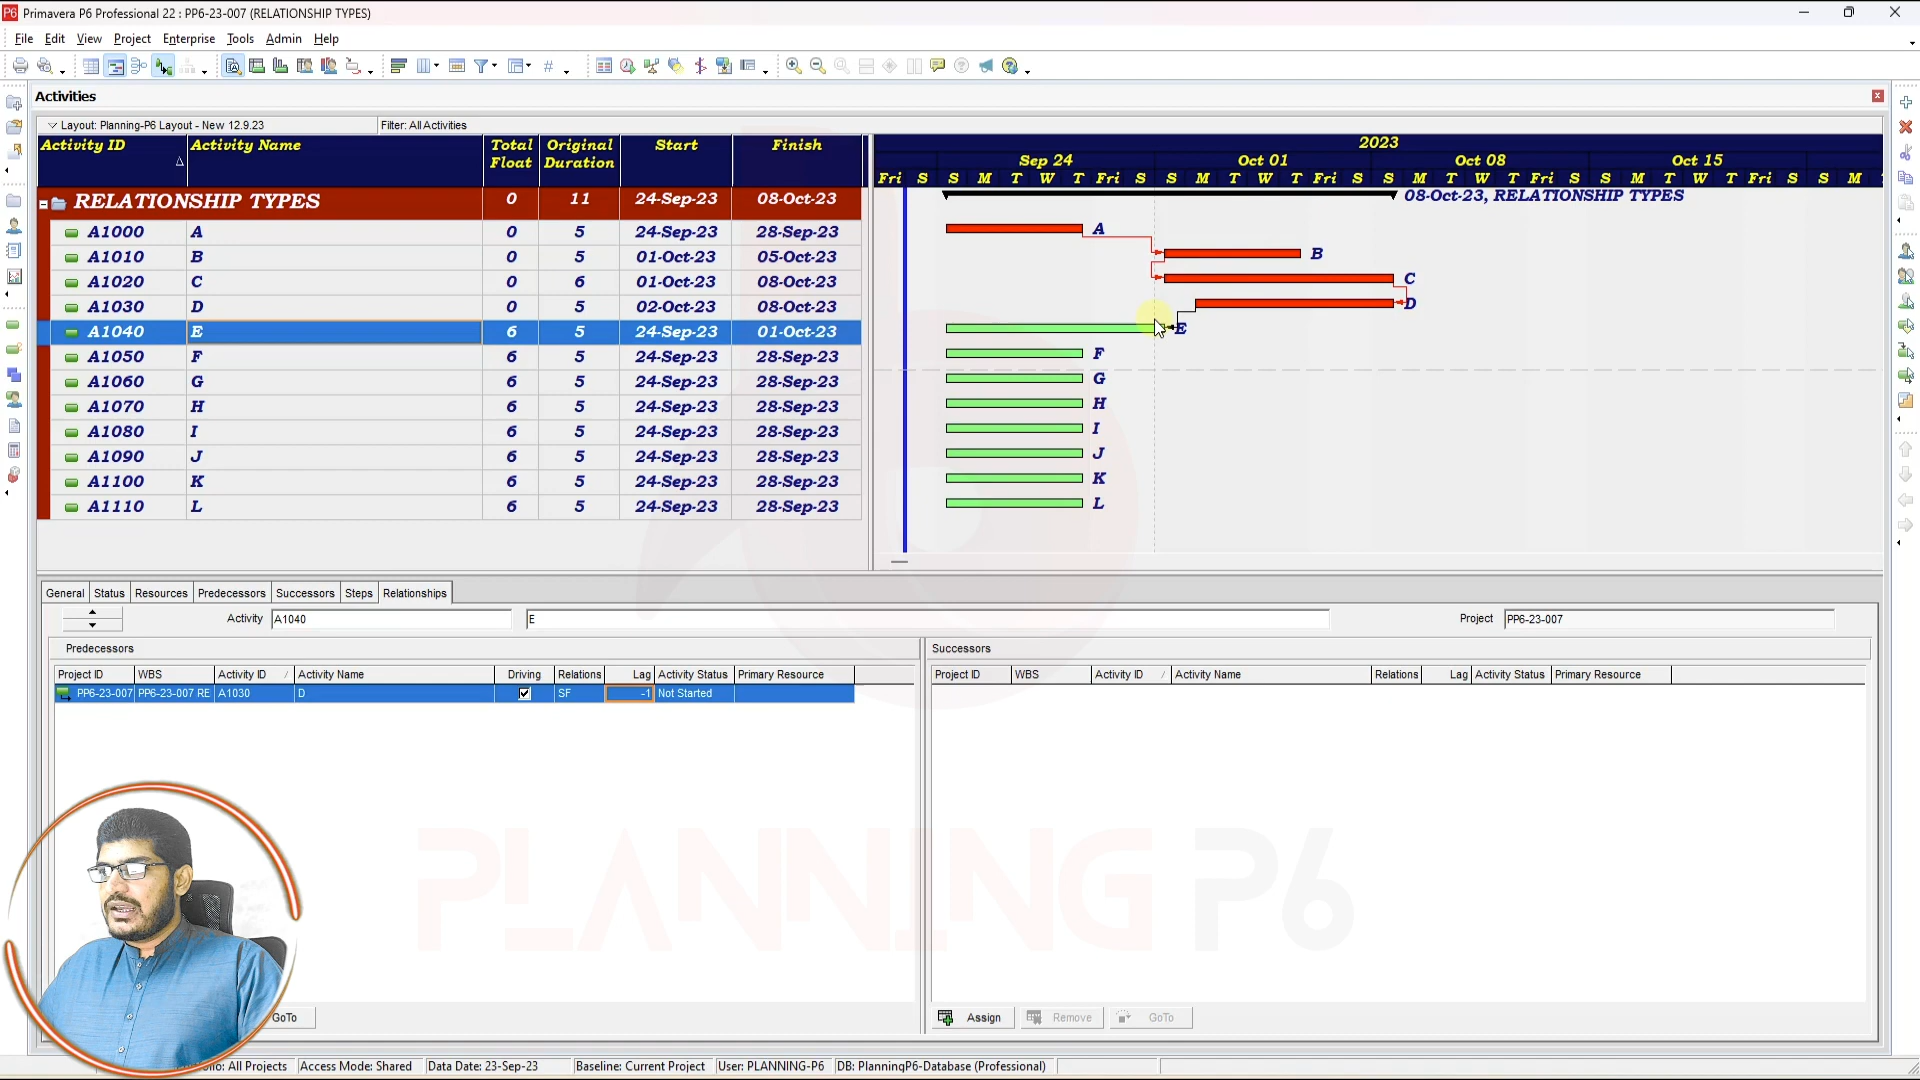 Primavera P6 Professional 22 : PP6-23-007 (RELATIONSHIP TYPES)
File Edit View Project Enterprise Tools Admin Help
Activities
Layout: Planning-P6 Layout - New 12.9.23 Filter: All Activities
Activity ID Activity Name Total Float Original Duration Start Finish
RELATIONSHIP TYPES 0 11 24-Sep-23 08-Oct-23
A1000 A 0 5 24-Sep-23 28-Sep-23
A1010 B 0 5 01-Oct-23 05-Oct-23
A1020 C 0 6 01-Oct-23 08-Oct-23
A1030 D 0 5 02-Oct-23 08-Oct-23
A1040 E 6 5 24-Sep-23 01-Oct-23
A1050 F 6 5 24-Sep-23 28-Sep-23
A1060 G 6 5 24-Sep-23 28-Sep-23
A1070 H 6 5 24-Sep-23 28-Sep-23
A1080 I 6 5 24-Sep-23 28-Sep-23
A1090 J 6 5 24-Sep-23 28-Sep-23
A1100 K 6 5 24-Sep-23 28-Sep-23
A1110 L 6 5 24-Sep-23 28-Sep-23
2023
Sep 24 Oct 01 Oct 08 Oct 15
Fri S S M T W T Fri S S M T W T Fri S S M T W T Fri S S M T W T Fri S S M
08-Oct-23, RELATIONSHIP TYPES
A
B
C
D
E
F
G
H
I
J
K
L
General Status Resources Predecessors Successors Steps Relationships
Activity A1040 E Project PP6-23-007
Predecessors
Project ID WBS Activity ID Activity Name Driving Relations Lag Activity Status Primary Resource
PP6-23-007 PP6-23-007 RE A1030 D SF -1 Not Started
Successors
Project ID WBS Activity ID Activity Name Relations Lag Activity Status Primary Resource
PLANNING P6
GoTo
Assign Remove GoTo
All Projects Access Mode: Shared Data Date: 23-Sep-23 Baseline: Current Project User: PLANNING-P6 DB: PlanningP6-Database (Professional)